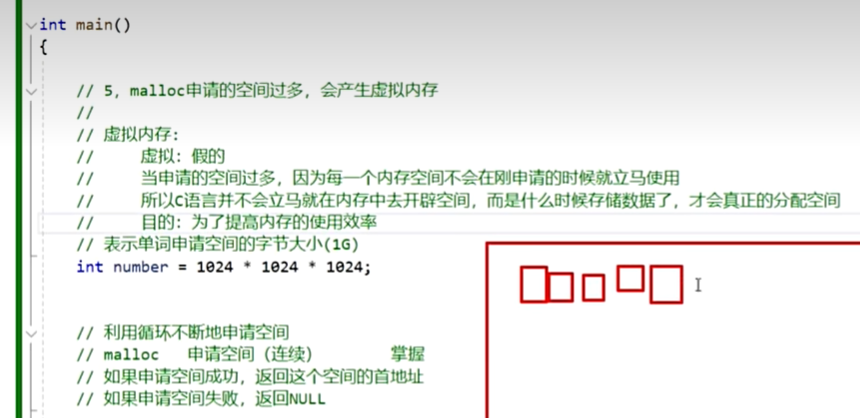 int main()
{
// 5, malloc申请的空间过多，会产生虚拟内存
//
// 虚拟内存：
// 虚拟：假的
// 当申请的空间过多，因为每一个内存空间不会在刚申请的时候就立马使用
// 所以C语言并不会立马就在内存中去开辟空间，而是什么时候存储数据了，才会真正的分配空间
// 目的：为了提高内存的使用效率
// 表示单词申请空间的字节大小(1G)
int number = 1024 * 1024 * 1024;
// 利用循环不断地申请空间
// malloc 申请空间（连续） 掌握
// 如果申请空间成功，返回这个空间的首地址
// 如果申请空间失败，返回NULL